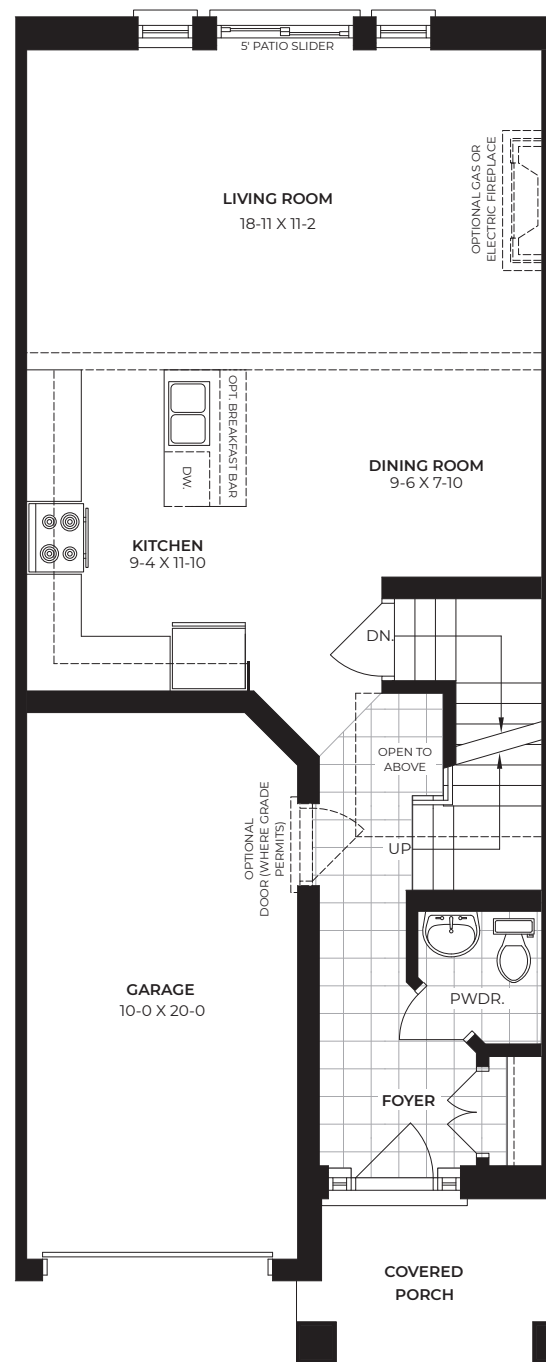 5' PATIO SLIDER
LIVING ROOM
18-11 X 11-2
OPTIONAL GAS OR
ELECTRIC FIREPLACE
OPT. BREAKFAST BAR
DW.
DINING ROOM
9-6 X 7-10
KITCHEN
9-4 X 11-10
DN.
OPEN TO
ABOVE
OPTIONAL
DOOR (WHERE GRADE
PERMITS)
UP
GARAGE
10-0 X 20-0
PWDR.
FOYER
COVERED
PORCH